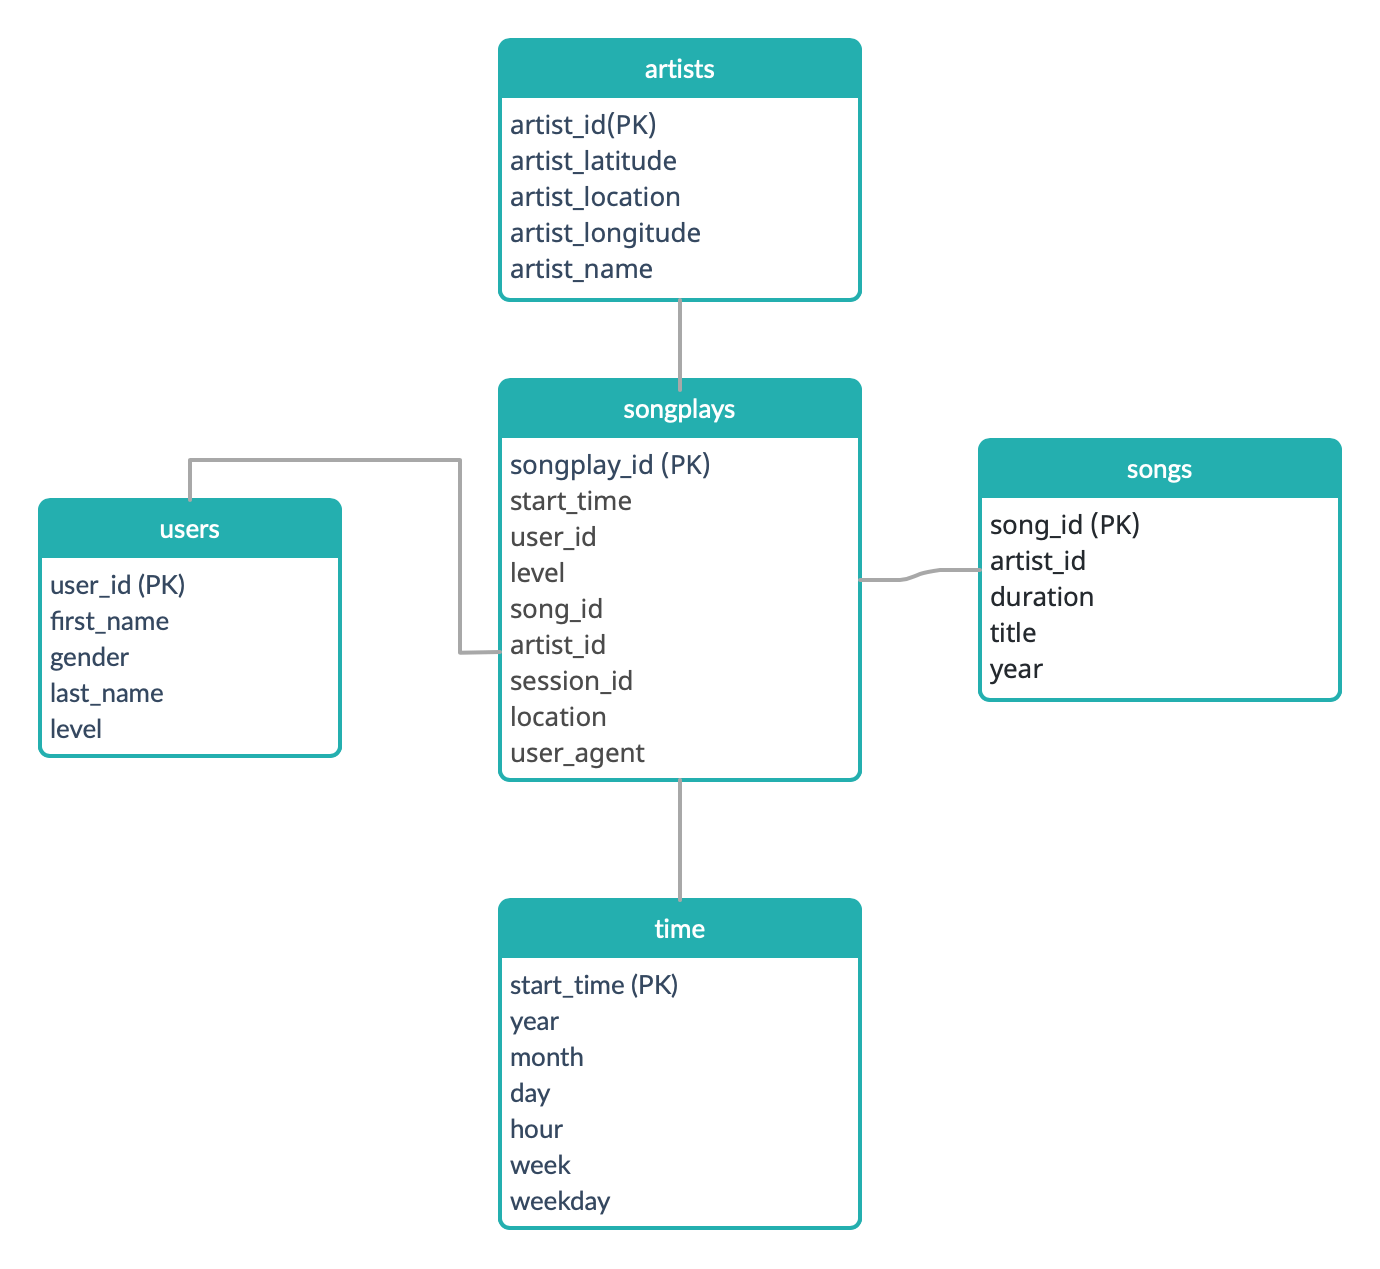 artists
artist_id(PK)
artist_latitude
artist_location
artist_longitude
artist_name
songplays
songplay_id (PK)
start_time
user_id
level
song_id
artist_id
session_id
location
user_agent
users
user_id (PK)
first_name
gender
last_name
level
songs
song_id (PK)
artist_id
duration
title
year
time
start_time (PK)
year
month
day
hour
week
weekday